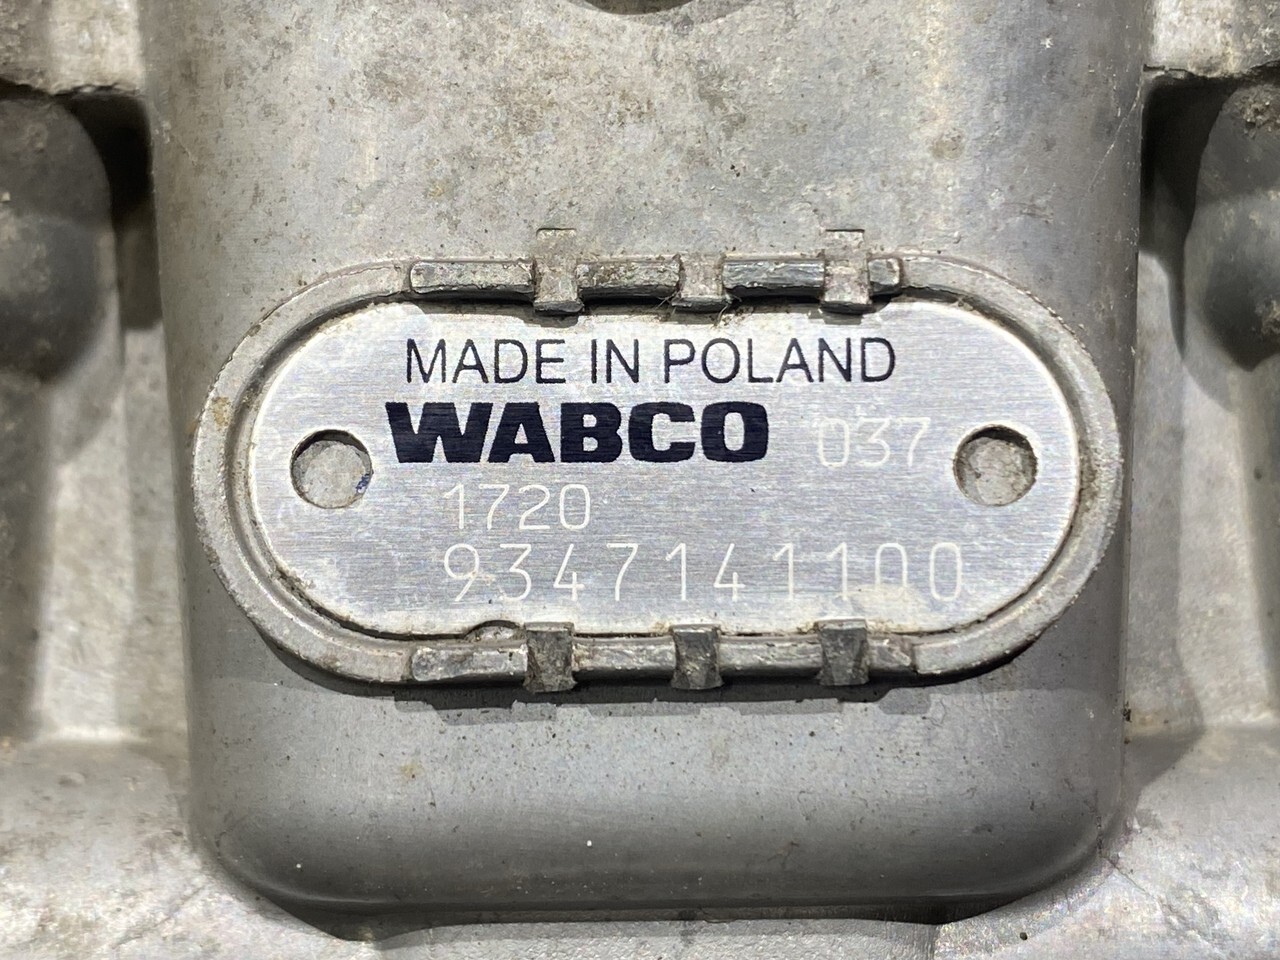 MADE IN POLAND
WABCO 037
1720
9347141100